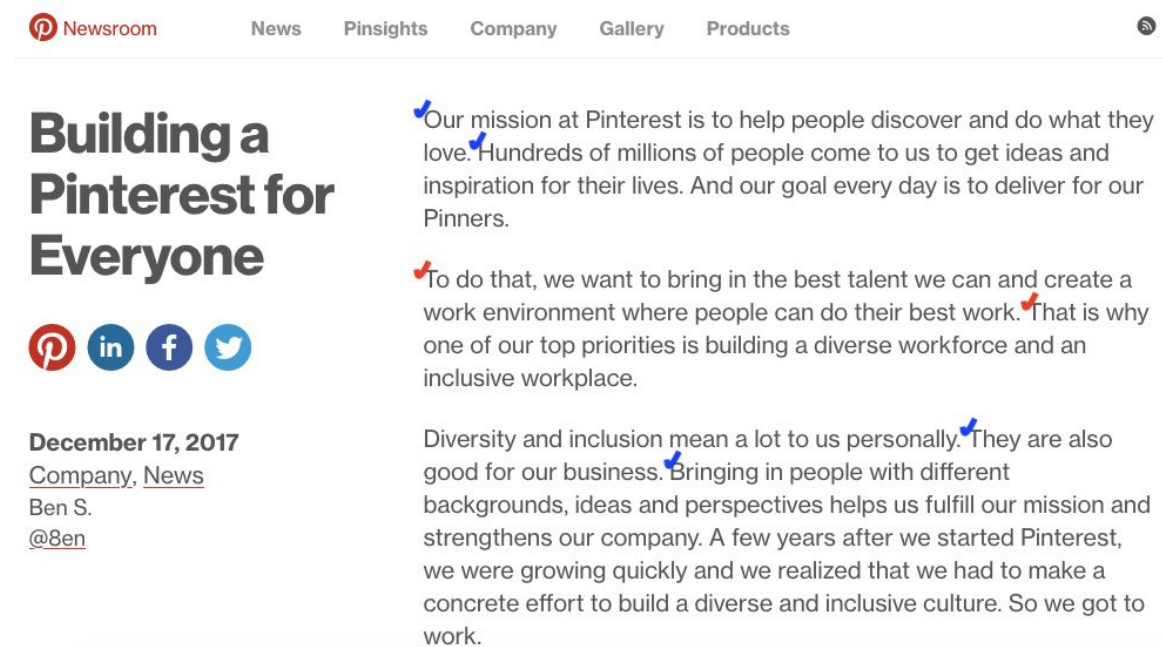 Newsroom
News
Pinsights
Company
Gallery
Products
Building a
Pinterest for
Everyone
December 17, 2017
Company, News
Ben S.
@8en
Our mission at Pinterest is to help people discover and do what they
love. Hundreds of millions of people come to us to get ideas and
inspiration for their lives. And our goal every day is to deliver for our
Pinners.
To do that, we want to bring in the best talent we can and create a
work environment where people can do their best work. That is why
one of our top priorities is building a diverse workforce and an
inclusive workplace.
Diversity and inclusion mean a lot to us personally. They are also
good for our business. Bringing in people with different
backgrounds, ideas and perspectives helps us fulfill our mission and
strengthens our company. A few years after we started Pinterest,
we were growing quickly and we realized that we had to make a
concrete effort to build a diverse and inclusive culture. So we got to
work.